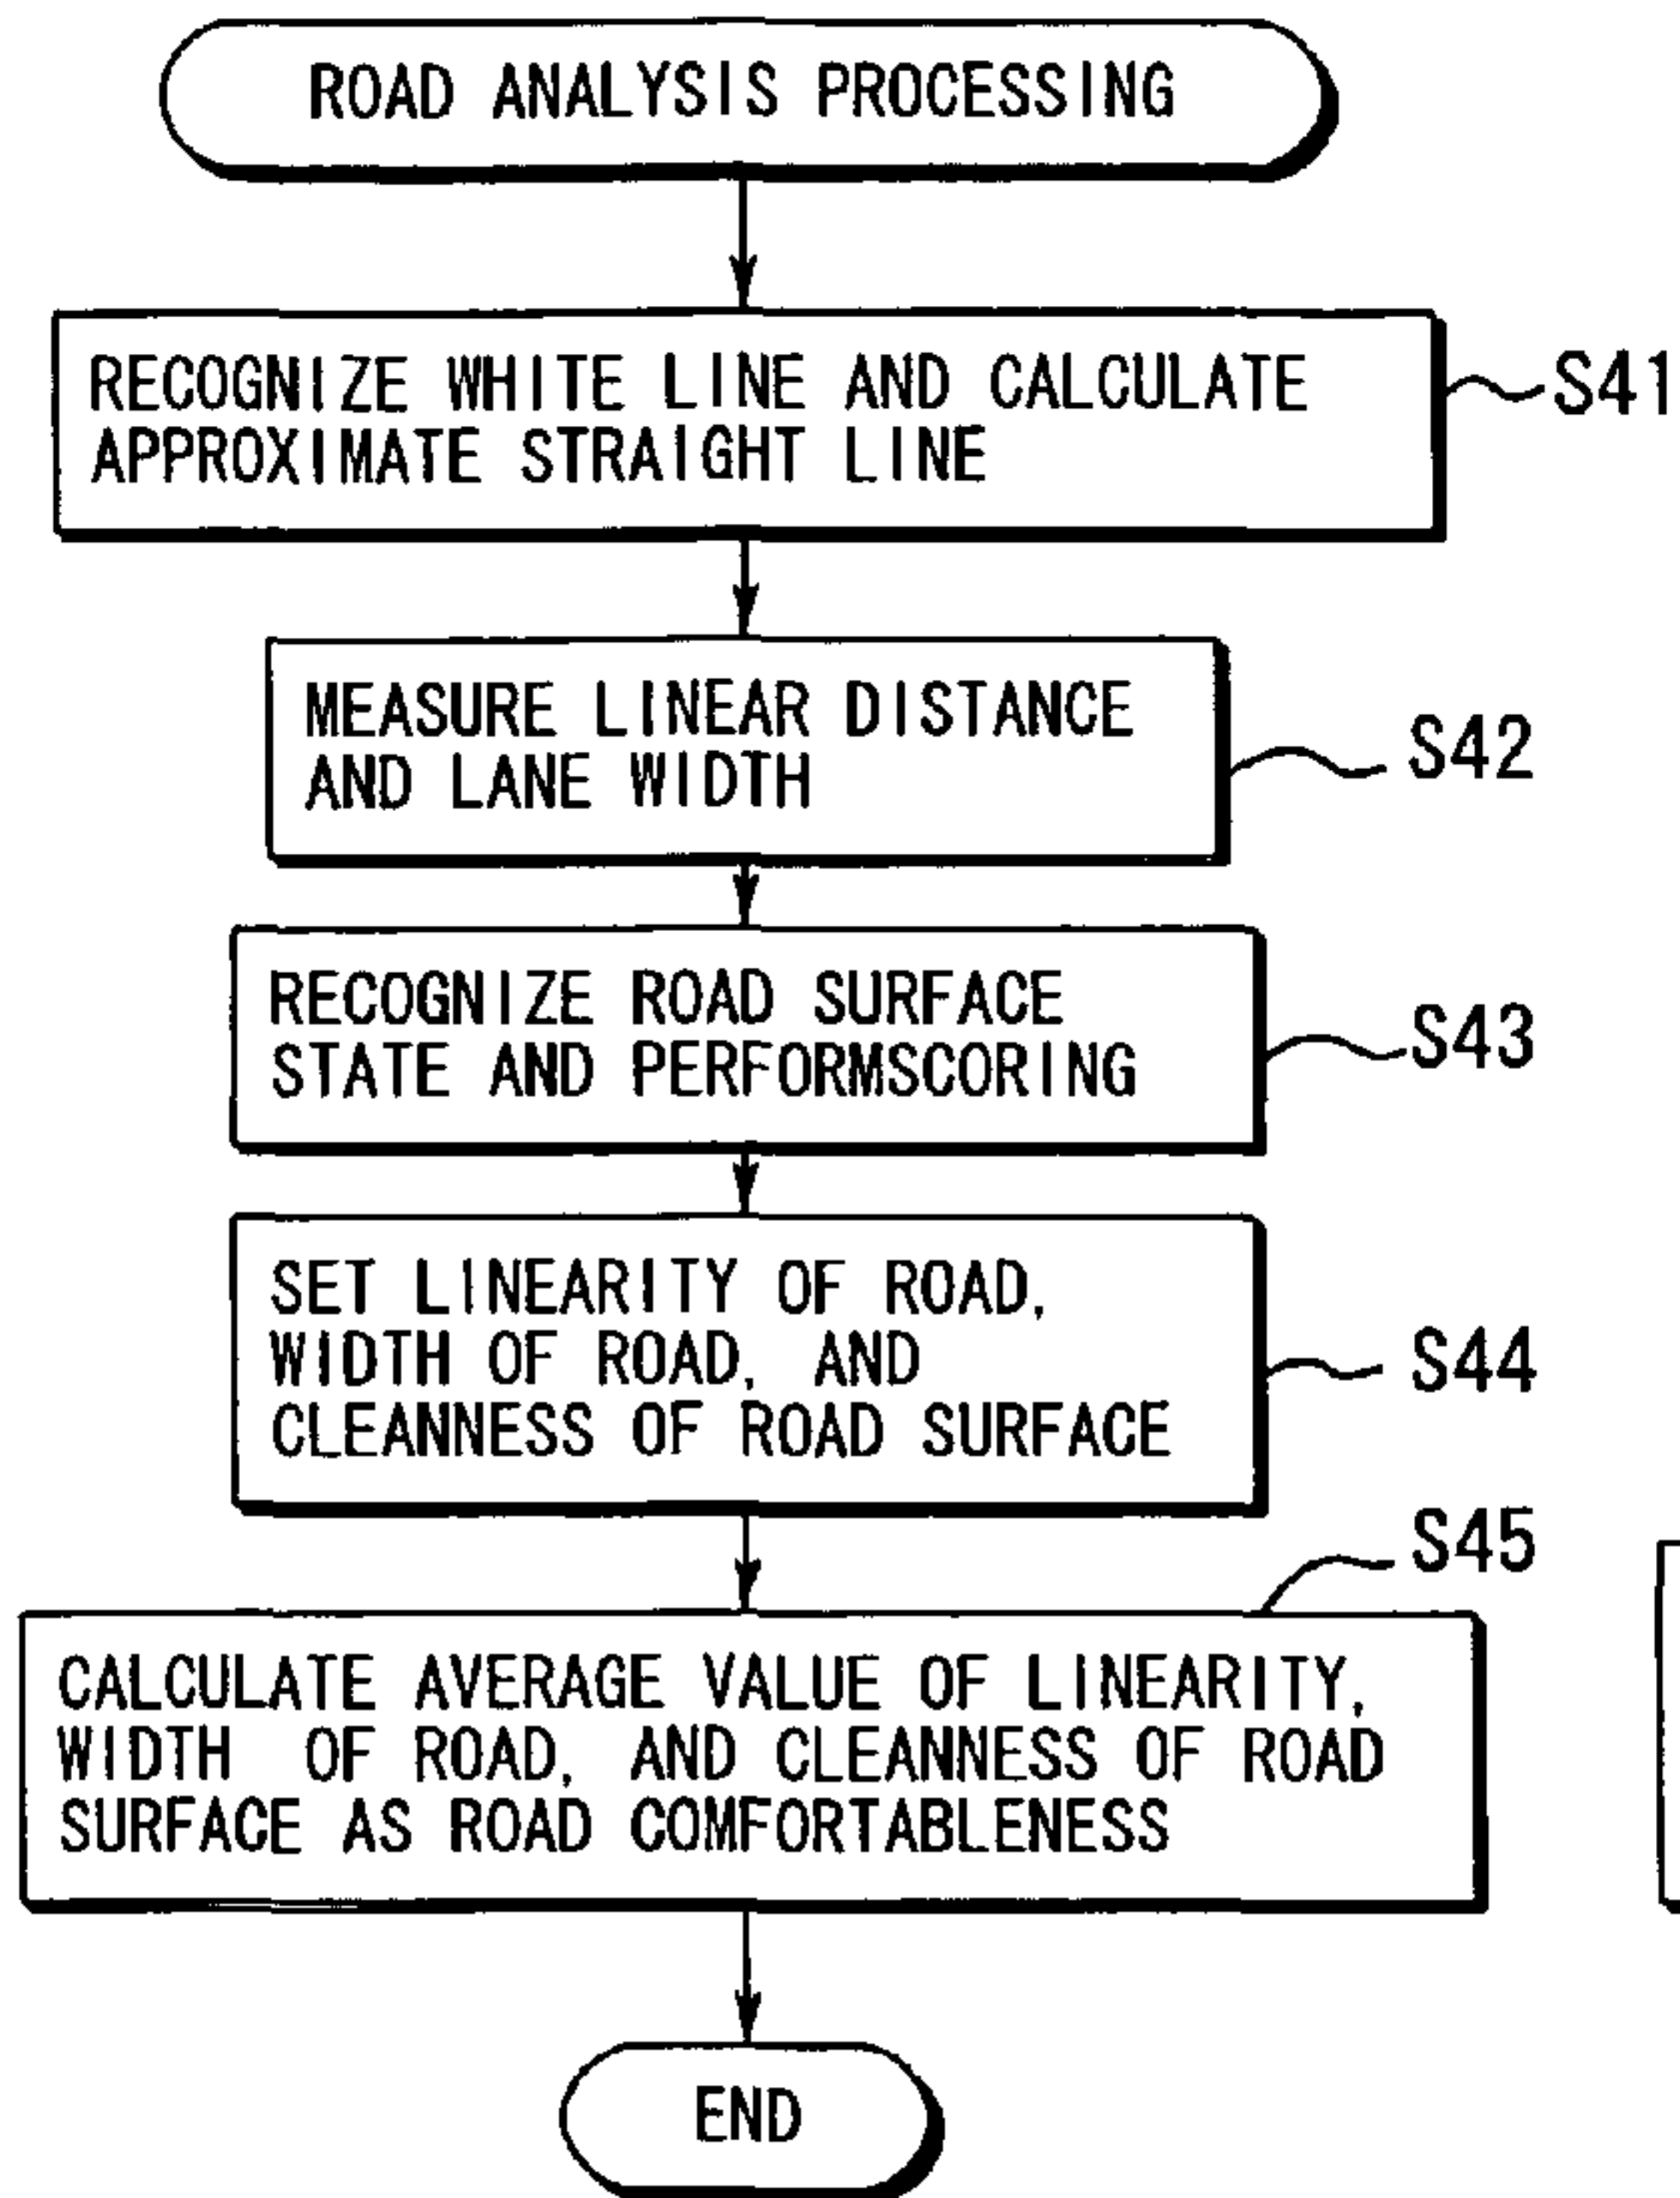 ROAD ANALYSIS PROCESSING
RECOGNIZE WHITE LINE AND CALCULATE
APPROXIMATE STRAIGHT LINE
S41
MEASURE LINEAR DISTANCE
AND LANE WIDTH
S42
RECOGNIZE ROAD SURFACE
STATE AND PERFORMSCORING
S43
SET LINEARITY OF ROAD,
WIDTH OF ROAD, AND
CLEANNESS OF ROAD SURFACE
S44
S45
CALCULATE AVERAGE VALUE OF LINEARITY,
WIDTH OF ROAD, AND CLEANNESS OF ROAD
SURFACE AS ROAD COMFORTABLENESS
END